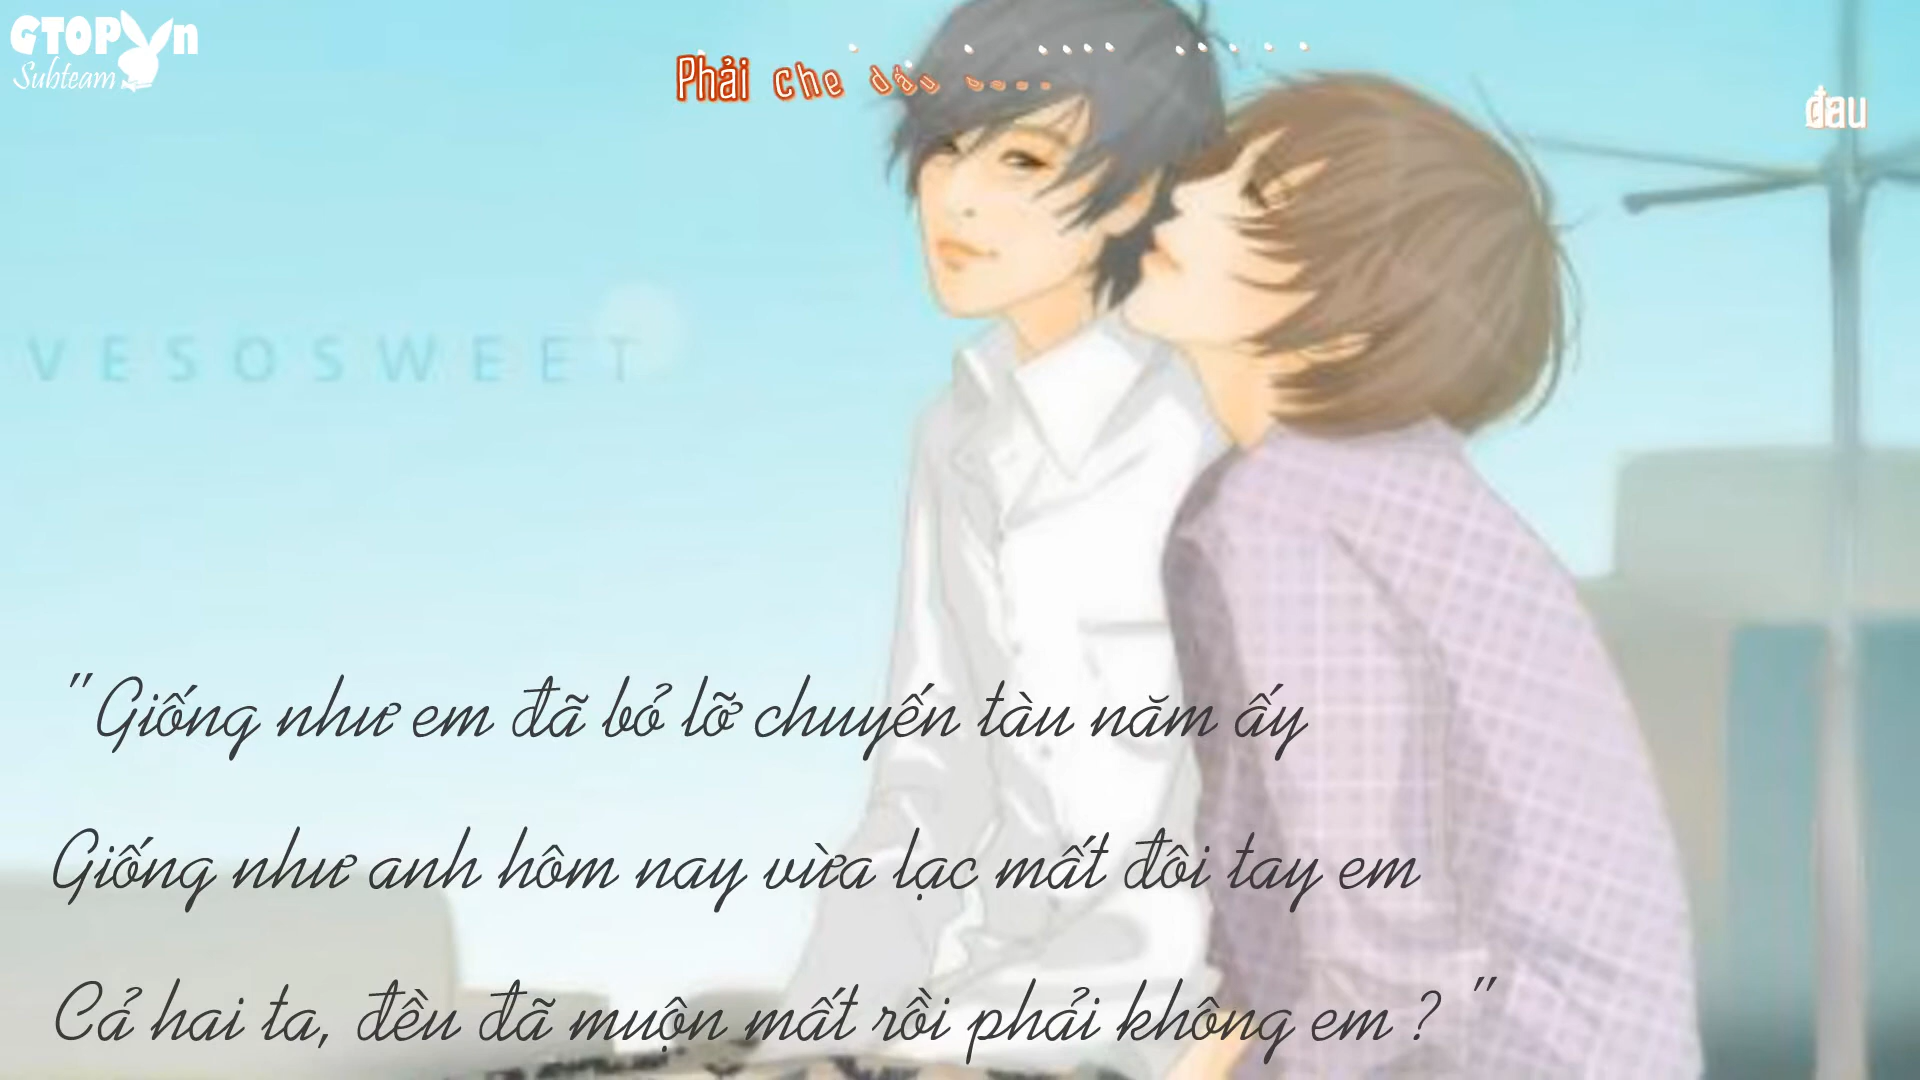 GTOPVn
Subteam
Phải che dấu
đau
VESOSWEET
"Giống như em đã bỏ lỡ chuyến tàu năm ấy
Giống như anh hôm nay vừa lạc mất đôi tay em
Cả hai ta, đều đã muộn mất rồi phải không em ? "